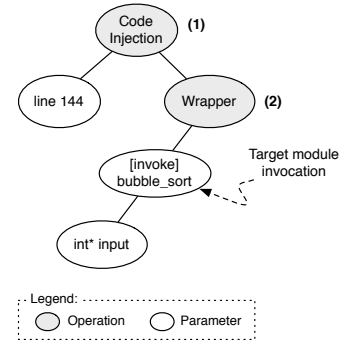 Code
Injection
(1)
line 144
Wrapper
(2)
[invoke]
bubble_sort
Target module
invocation
int* input
Legend:
Operation
Parameter